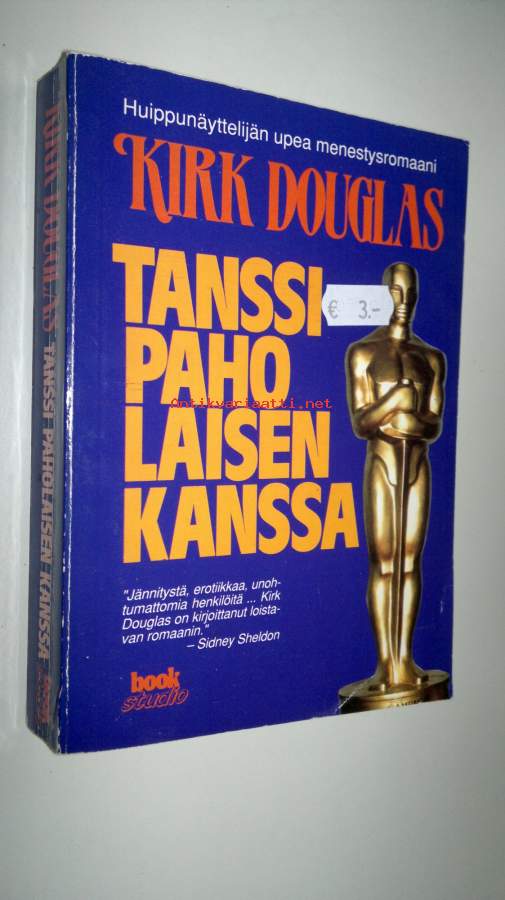 Huippunäyttelijän upea menestysromaani
KIRK DOUGLAS
TANSSI
€ 3.-
PAHO
Antikvariaatti.net
LAISEN
KANSSA
"Jännitystä, erotiikkaa, unoh-
tumattomia henkilöitä ... Kirk
Douglas on kirjoittanut loista-
van romaanin."
– Sidney Sheldon
book
studio
KIRK DOUGLAS TANSSI PAHOLAISEN KANSSA